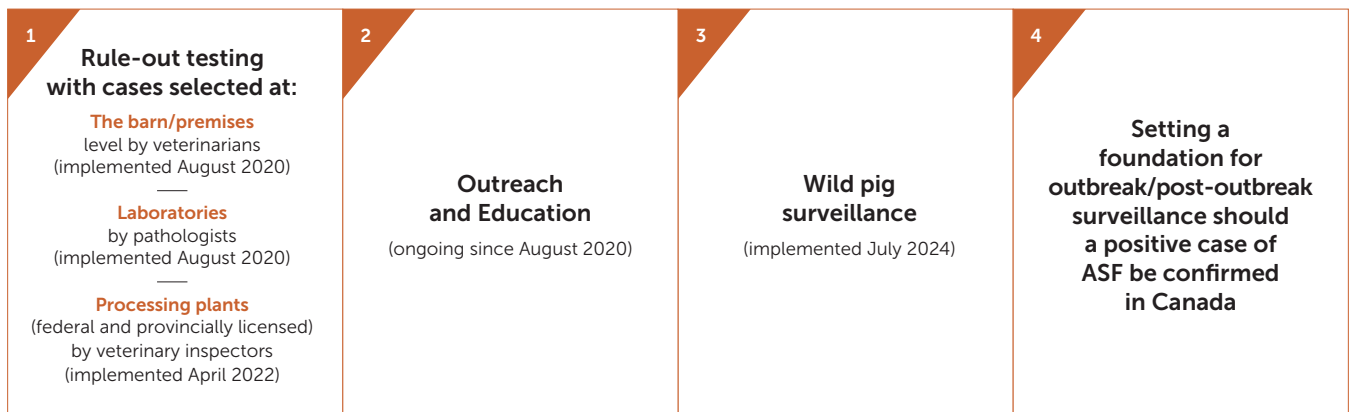 1
Rule-out testing
with cases selected at:
The barn/premises
level by veterinarians
(implemented August 2020)
Laboratories
by pathologists
(implemented August 2020)
Processing plants
(federal and provincially licensed)
by veterinary inspectors
(implemented April 2022)
2
Outreach
and Education
(ongoing since August 2020)
3
Wild pig
surveillance
(implemented July 2024)
4
Setting a
foundation for
outbreak/post-outbreak
surveillance should
a positive case of
ASF be confirmed
in Canada